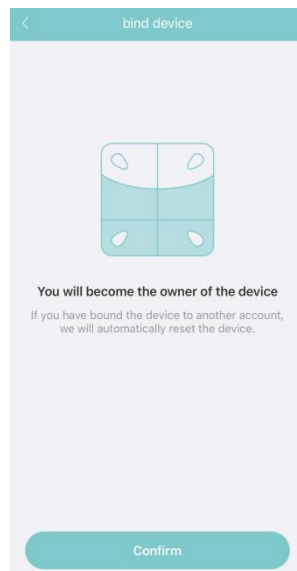 bind device
You will become the owner of the device
If you have bound the device to another account,
we will automatically reset the device.
Confirm